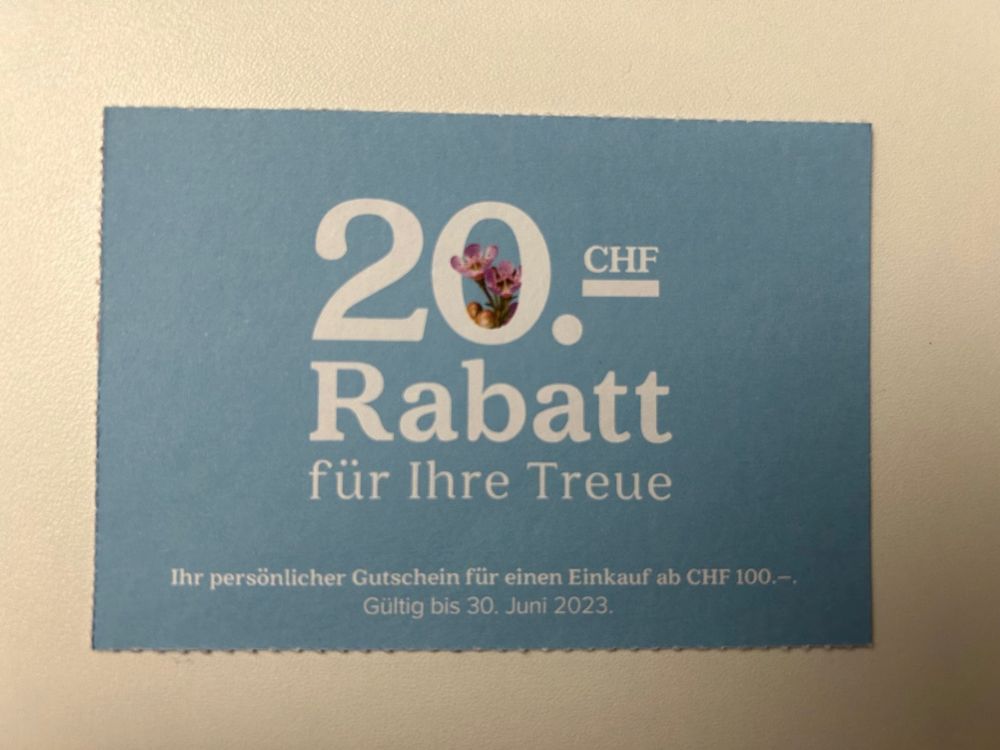 20.– CHF
Rabatt
für Ihre Treue
Ihr persönlicher Gutschein für einen Einkauf ab CHF 100.–.
Gültig bis 30. Juni 2023.